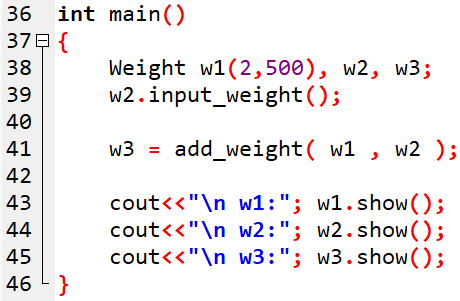 36 int main()
37 {
38     Weight w1(2,500), w2, w3;
39     w2.input_weight();
40
41     w3 = add_weight( w1 , w2 );
42
43     cout<<"\n w1:"; w1.show();
44     cout<<"\n w2:"; w2.show();
45     cout<<"\n w3:"; w3.show();
46 }